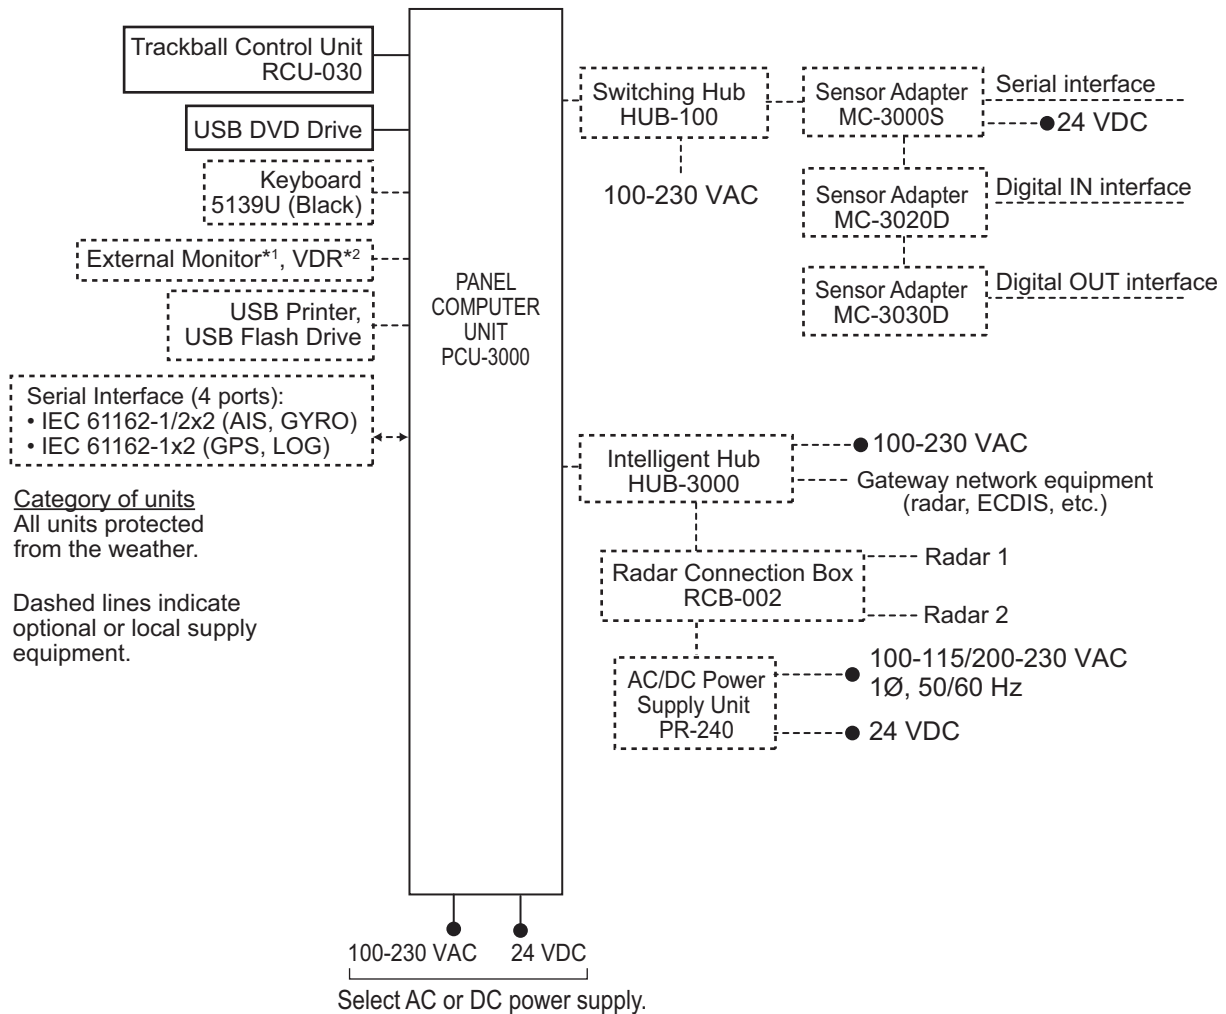 Trackball Control Unit
RCU-030
USB DVD Drive
Keyboard
5139U (Black)
External Monitor*1, VDR*2
USB Printer,
USB Flash Drive
Serial Interface (4 ports):
• IEC 61162-1/2x2 (AIS, GYRO)
• IEC 61162-1x2 (GPS, LOG)
Category of units
All units protected
from the weather.
Dashed lines indicate
optional or local supply
equipment.
PANEL
COMPUTER
UNIT
PCU-3000
100-230 VAC
24 VDC
Select AC or DC power supply.
Switching Hub
HUB-100
100-230 VAC
Sensor Adapter
MC-3000S
Serial interface
24 VDC
Sensor Adapter
MC-3020D
Digital IN interface
Sensor Adapter
MC-3030D
Digital OUT interface
Intelligent Hub
HUB-3000
100-230 VAC
Gateway network equipment
(radar, ECDIS, etc.)
Radar Connection Box
RCB-002
Radar 1
Radar 2
AC/DC Power
Supply Unit
PR-240
100-115/200-230 VAC
1Ø, 50/60 Hz
24 VDC